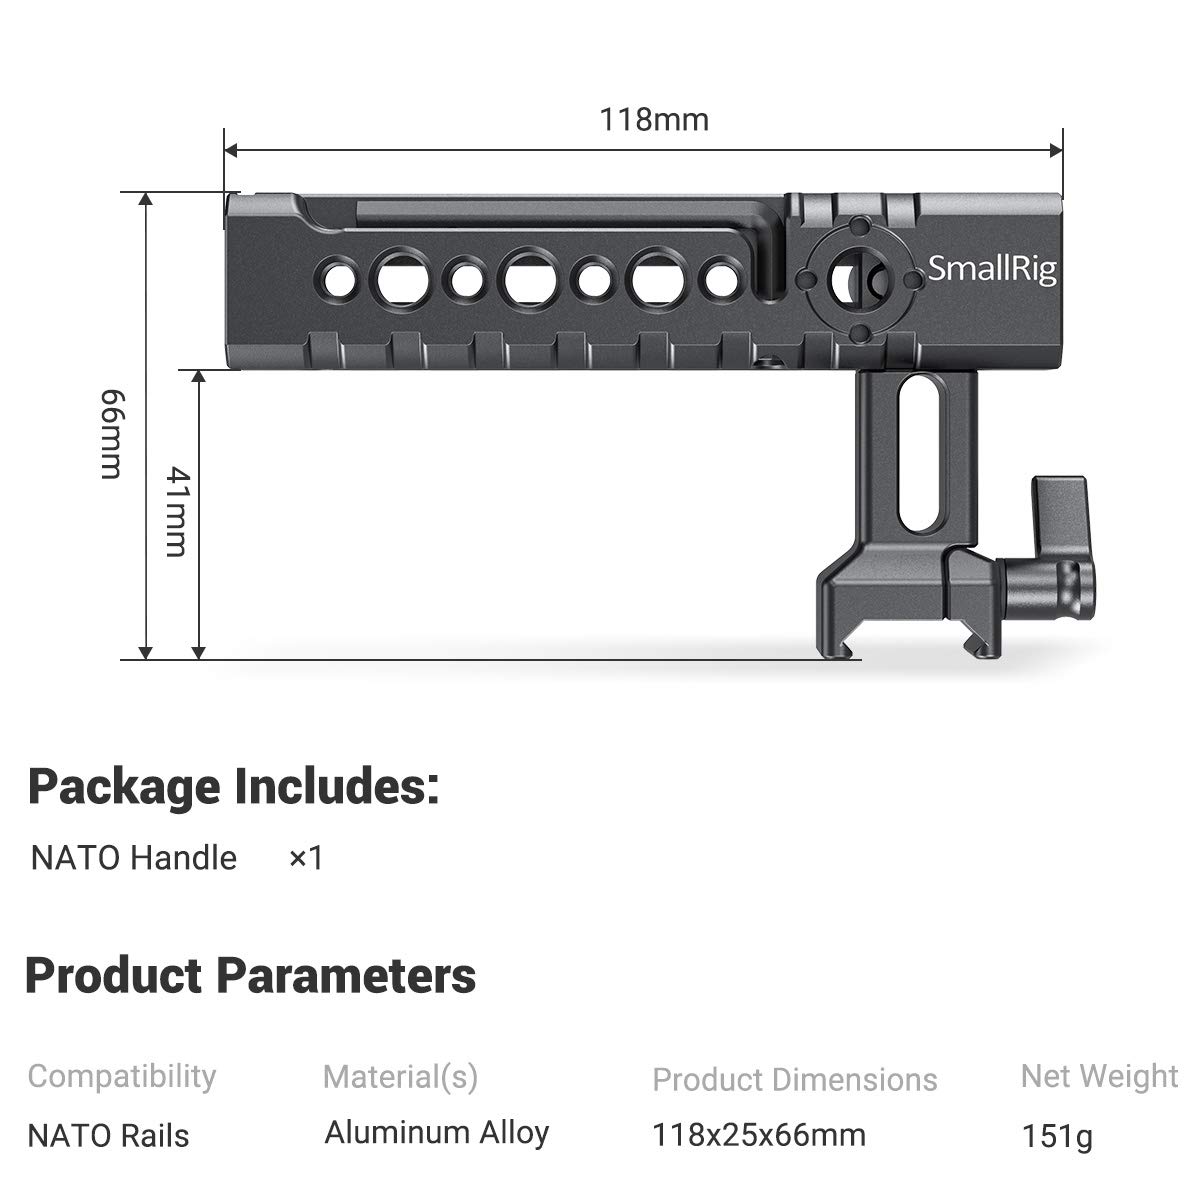 118mm
SmallRig
66mm
41mm
Package Includes:
NATO Handle ×1
Product Parameters
Compatibility Material(s) Product Dimensions Net Weight
NATO Rails Aluminum Alloy 118x25x66mm 151g